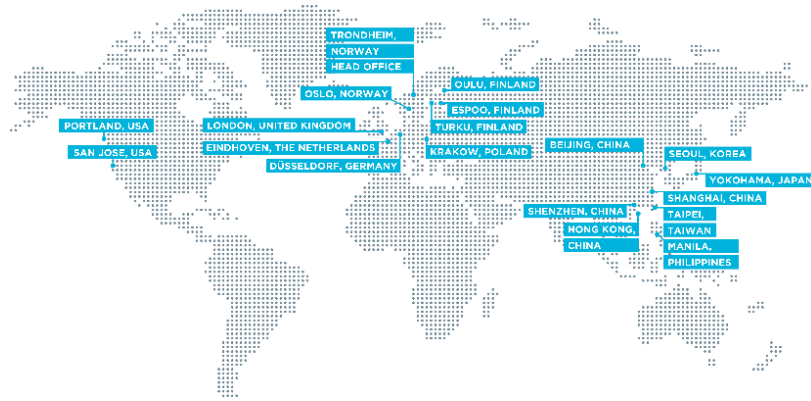 TRONDHEIM,
NORWAY
HEAD OFFICE
OULU, FINLAND
OSLO, NORWAY
ESPOO, FINLAND
PORTLAND, USA
LONDON, UNITED KINGDOM
TURKU, FINLAND
SAN JOSE, USA
EINDHOVEN, THE NETHERLANDS
KRAKOW, POLAND
BEIJING, CHINA
SEOUL, KOREA
DÜSSELDORF, GERMANY
YOKOHAMA, JAPAN
SHANGHAI, CHINA
SHENZHEN, CHINA
TAIPEI,
TAIWAN
HONG KONG,
CHINA
MANILA,
PHILIPPINES